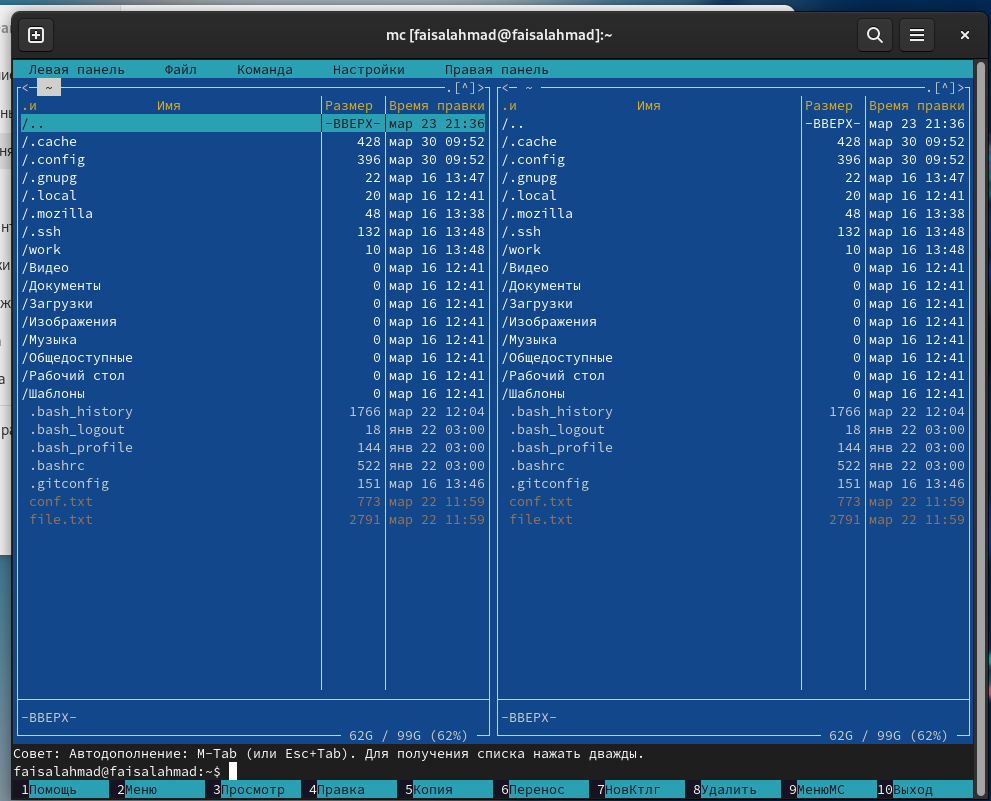 mc [faisalahmad@faisalahmad]:~
Левая панель Файл Команда Настройки Правая панель
<─ ~ ─.[^]> <─ ~ ─.[^]>
.и Имя Размер Время правки .и Имя Размер Время правки
/.. -ВВЕРХ- мар 23 21:36 /.. -ВВЕРХ- мар 23 21:36
/.cache 428 мар 30 09:52 /.cache 428 мар 30 09:52
/.config 396 мар 30 09:52 /.config 396 мар 30 09:52
/.gnupg 22 мар 16 13:47 /.gnupg 22 мар 16 13:47
/.local 20 мар 16 12:41 /.local 20 мар 16 12:41
/.mozilla 48 мар 16 13:38 /.mozilla 48 мар 16 13:38
/.ssh 132 мар 16 13:48 /.ssh 132 мар 16 13:48
/work 10 мар 16 13:48 /work 10 мар 16 13:48
/Видео 0 мар 16 12:41 /Видео 0 мар 16 12:41
/Документы 0 мар 16 12:41 /Документы 0 мар 16 12:41
/Загрузки 0 мар 16 12:41 /Загрузки 0 мар 16 12:41
/Изображения 0 мар 16 12:41 /Изображения 0 мар 16 12:41
/Музыка 0 мар 16 12:41 /Музыка 0 мар 16 12:41
/Общедоступные 0 мар 16 12:41 /Общедоступные 0 мар 16 12:41
/Рабочий стол 0 мар 16 12:41 /Рабочий стол 0 мар 16 12:41
/Шаблоны 0 мар 16 12:41 /Шаблоны 0 мар 16 12:41
.bash_history 1766 мар 22 12:04 .bash_history 1766 мар 22 12:04
.bash_logout 18 янв 22 03:00 .bash_logout 18 янв 22 03:00
.bash_profile 144 янв 22 03:00 .bash_profile 144 янв 22 03:00
.bashrc 522 янв 22 03:00 .bashrc 522 янв 22 03:00
.gitconfig 151 мар 16 13:46 .gitconfig 151 мар 16 13:46
conf.txt 773 мар 22 11:59 conf.txt 773 мар 22 11:59
file.txt 2791 мар 22 11:59 file.txt 2791 мар 22 11:59
-ВВЕРХ- -ВВЕРХ-
62G / 99G (62%) 62G / 99G (62%)
Совет: Автодополнение: M-Tab (или Esc+Tab). Для получения списка нажать дважды.
faisalahmad@faisalahmad:~$
1Помощь 2Меню 3Просмотр 4Правка 5Копия 6Перенос 7НовКтлг 8Удалить 9МенюMC 10Выход